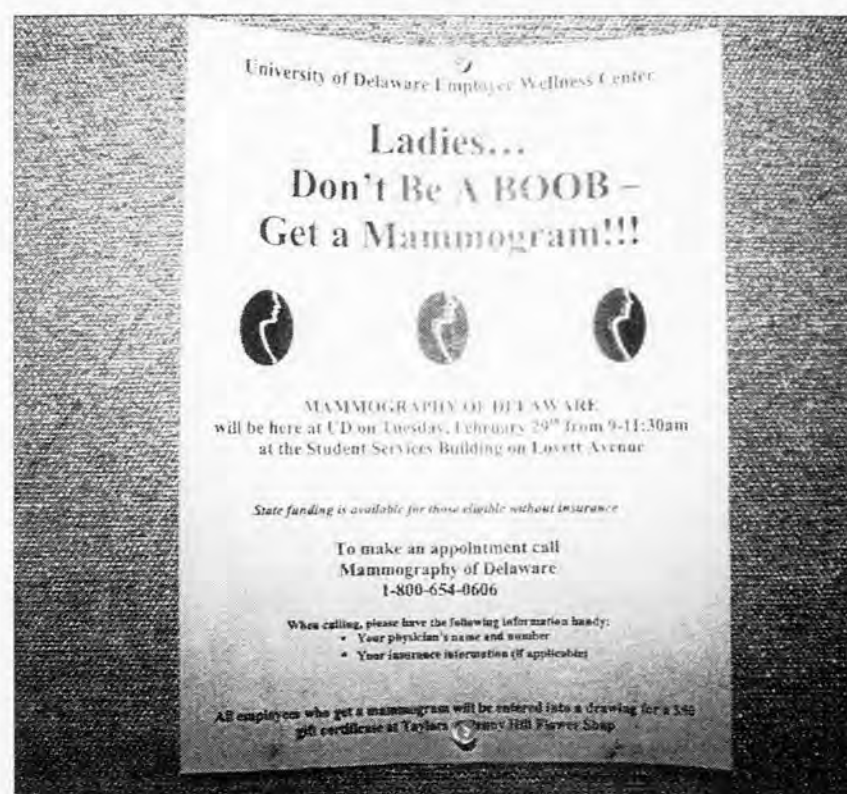 University of Delaware Employee Wellness Center
Ladies...
Don't Be A BOOB –
Get a Mammogram!!!
MAMMOGRAPHY OF DELAWARE
will be here at UD on Tuesday, February 29th from 9-11:30am
at the Student Services Building on Lovett Avenue
State funding is available for those eligible without insurance
To make an appointment call
Mammography of Delaware
1-800-654-0606
When calling, please have the following information handy:
• Your physician's name and number
• Your insurance information (if applicable)
All employees who get a mammogram will be entered into a drawing for a
gift certificate at Taylors Penny Hill Flower Shop